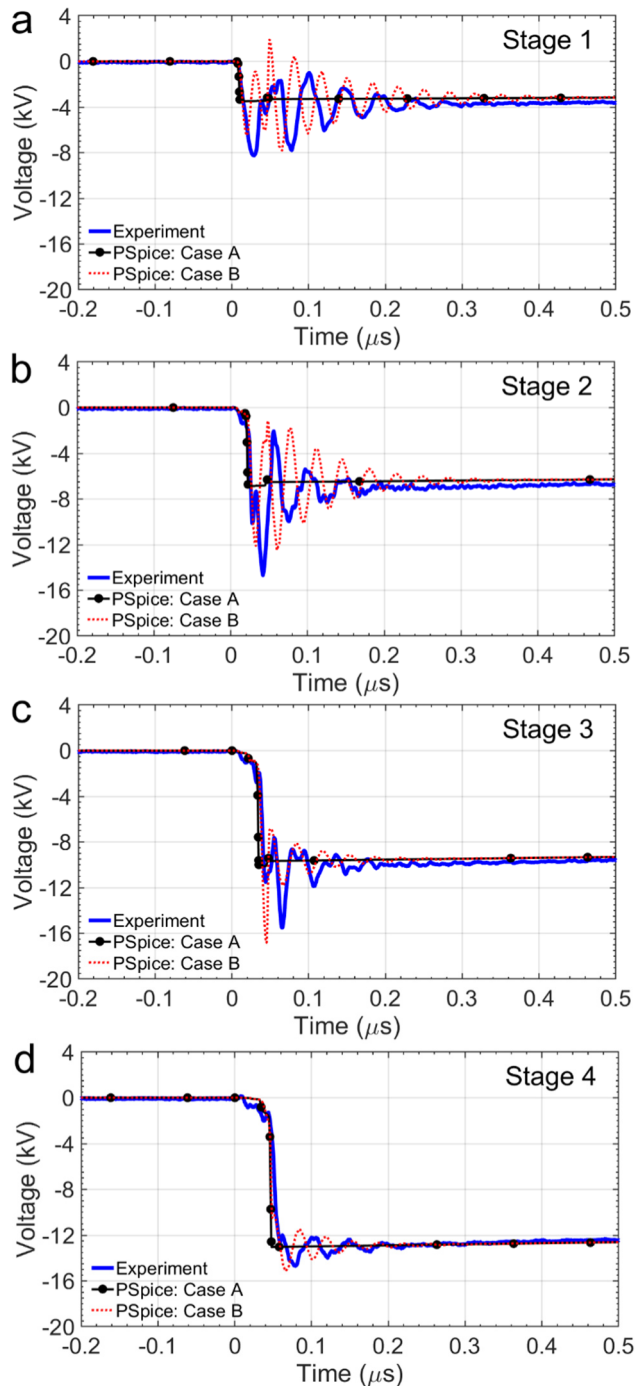 a
Stage 1
Voltage (kV)
4
0
-4
-8
-12
-16
-20
Experiment
PSpice: Case A
PSpice: Case B
-0.2 -0.1 0 0.1 0.2 0.3 0.4 0.5
Time (μs)
b
Stage 2
Voltage (kV)
4
0
-4
-8
-12
-16
-20
Experiment
PSpice: Case A
PSpice: Case B
-0.2 -0.1 0 0.1 0.2 0.3 0.4 0.5
Time (μs)
c
Stage 3
Voltage (kV)
4
0
-4
-8
-12
-16
-20
Experiment
PSpice: Case A
PSpice: Case B
-0.2 -0.1 0 0.1 0.2 0.3 0.4 0.5
Time (μs)
d
Stage 4
Voltage (kV)
4
0
-4
-8
-12
-16
-20
Experiment
PSpice: Case A
PSpice: Case B
-0.2 -0.1 0 0.1 0.2 0.3 0.4 0.5
Time (μs)